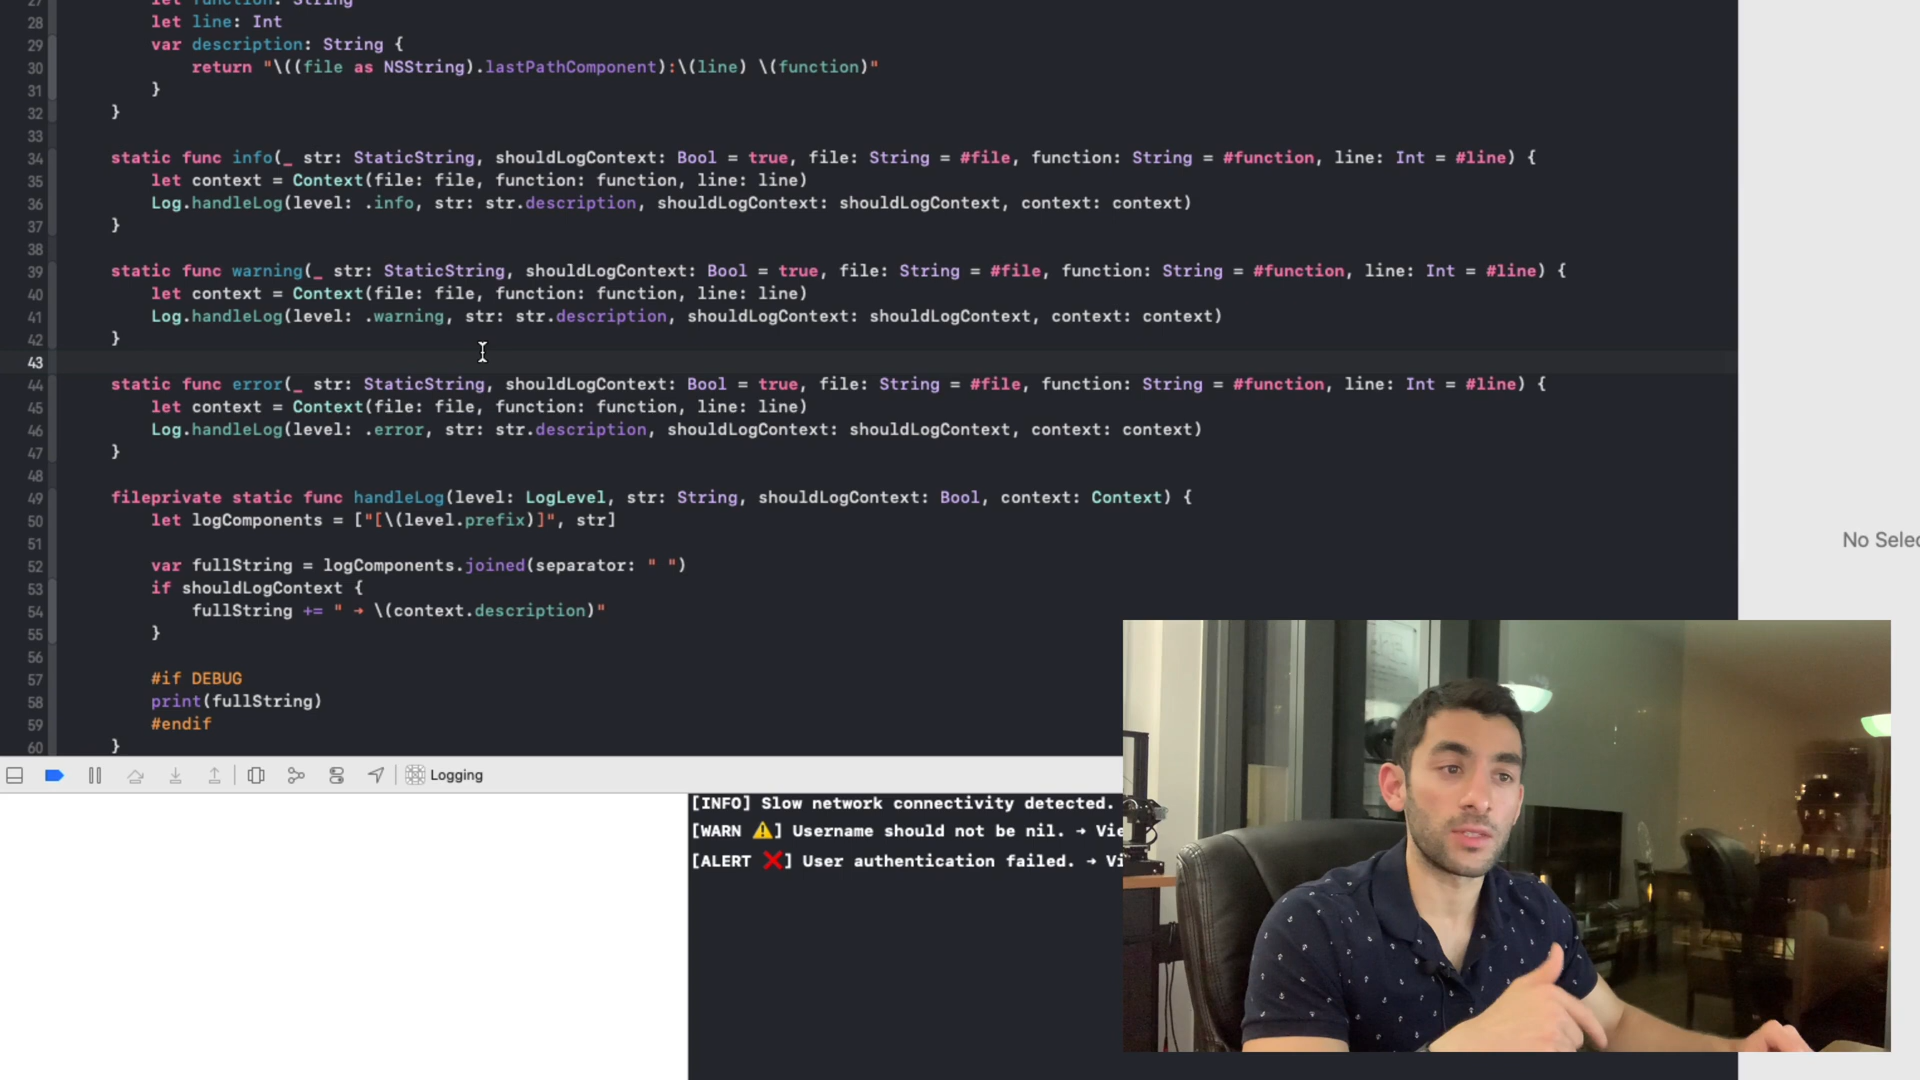 27 let function: String
28 let line: Int
29 var description: String {
30 return "\((file as NSString).lastPathComponent):\(line) \(function)"
31 }
32 }
33
34 static func info(_ str: StaticString, shouldLogContext: Bool = true, file: String = #file, function: String = #function, line: Int = #line) {
35 let context = Context(file: file, function: function, line: line)
36 Log.handleLog(level: .info, str: str.description, shouldLogContext: shouldLogContext, context: context)
37 }
38
39 static func warning(_ str: StaticString, shouldLogContext: Bool = true, file: String = #file, function: String = #function, line: Int = #line) {
40 let context = Context(file: file, function: function, line: line)
41 Log.handleLog(level: .warning, str: str.description, shouldLogContext: shouldLogContext, context: context)
42 }
43
44 static func error(_ str: StaticString, shouldLogContext: Bool = true, file: String = #file, function: String = #function, line: Int = #line) {
45 let context = Context(file: file, function: function, line: line)
46 Log.handleLog(level: .error, str: str.description, shouldLogContext: shouldLogContext, context: context)
47 }
48
49 fileprivate static func handleLog(level: LogLevel, str: String, shouldLogContext: Bool, context: Context) {
50 let logComponents = ["[\(level.prefix)]", str]
51
52 var fullString = logComponents.joined(separator: " ")
53 if shouldLogContext {
54 fullString += " → \(context.description)"
55 }
56
57 #if DEBUG
58 print(fullString)
59 #endif
60 }
No Selec
Logging
[INFO] Slow network connectivity detected.
[WARN ⚠️] Username should not be nil. → Vie
[ALERT ❌] User authentication failed. → Vi